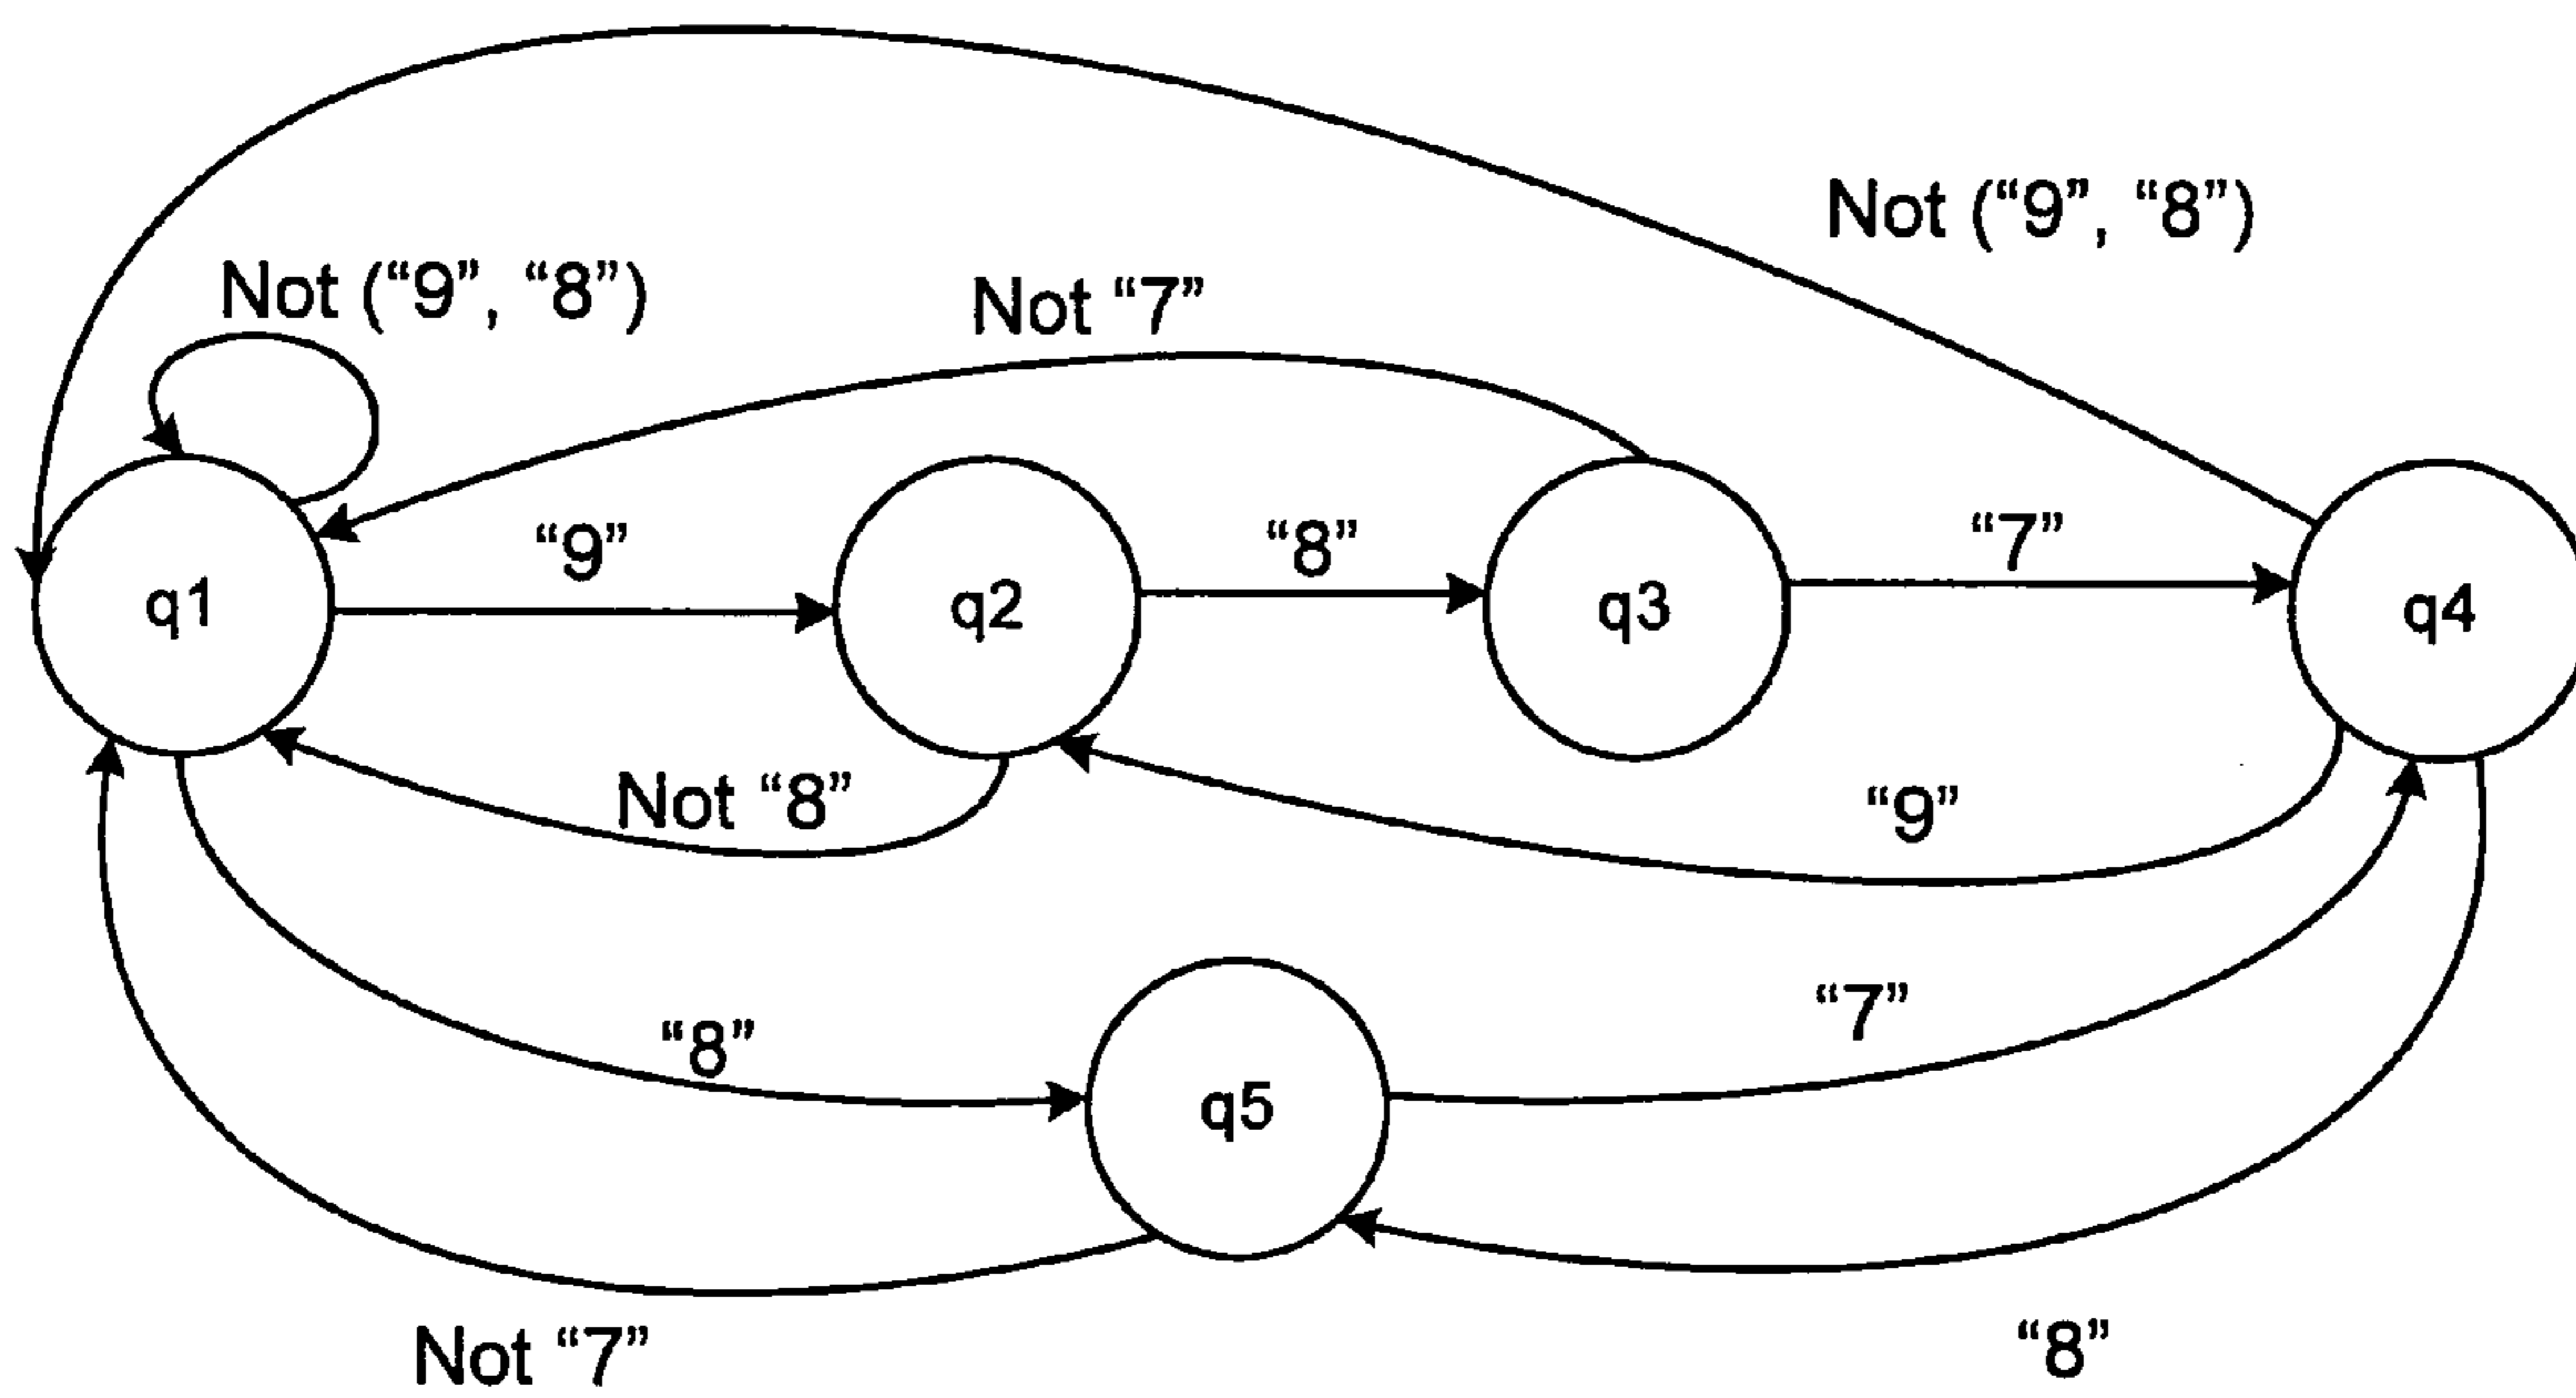 Not (“9”, “8”)
Not (“9”, “8”)
Not “7”
“9”
“8”
“7”
q1
q2
q3
q4
Not “8”
“9”
“8”
“7”
q5
Not “7”
“8”